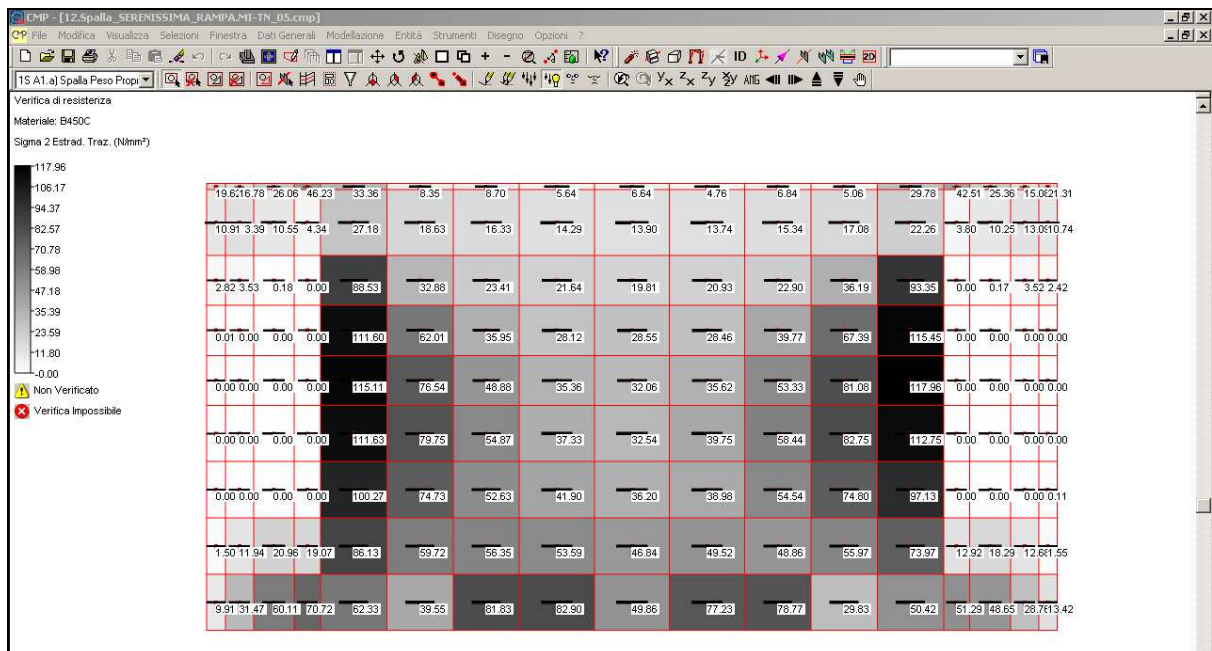 CMP - [12.Spalla_SERENISSIMA_RAMPA.MI-TN_05.cmp]
File Modifica Visualizza Selezioni Finestra Dati Generali Modellazione Entità Strumenti Disegno Opzioni ?
ID 2D
1S A1.a) Spalla Peso Propi
Verifica di resistenza
Materiale: B450C
Sigma 2 Estrad. Traz. (N/mm²)
117.96
106.17
94.37
82.57
70.78
58.98
47.18
35.39
23.59
11.80
-0.00
Non Verificato
Verifica Impossibile
19.62 16.78 26.06 46.23 33.36 8.35 8.70 5.64 6.64 4.76 6.84 5.06 29.78 42.51 25.36 15.06 21.31
10.91 3.39 10.55 4.34 27.18 18.63 16.33 14.29 13.90 13.74 15.34 17.08 22.26 3.80 10.25 13.09 10.74
2.82 3.53 0.18 0.00 88.53 32.88 23.41 21.64 19.81 20.93 22.90 36.19 93.35 0.00 0.17 3.52 2.42
0.01 0.00 0.00 0.00 111.60 62.01 35.95 28.12 28.55 28.46 39.77 67.39 115.45 0.00 0.00 0.00 0.00
0.00 0.00 0.00 0.00 115.11 76.54 48.88 35.36 32.06 35.62 53.33 81.08 117.96 0.00 0.00 0.00 0.00
0.00 0.00 0.00 0.00 111.63 79.75 54.87 37.33 32.54 39.75 58.44 82.75 112.75 0.00 0.00 0.00 0.00
0.00 0.00 0.00 0.00 100.27 74.73 52.63 41.90 36.20 38.98 54.54 74.80 97.13 0.00 0.00 0.00 0.11
1.50 11.94 20.96 19.07 86.13 59.72 56.35 53.59 46.84 49.52 48.86 55.97 73.97 12.92 18.29 12.68 1.55
9.91 31.47 60.11 70.72 62.33 39.55 81.83 82.90 49.86 77.23 78.77 29.83 50.42 51.29 48.65 28.76 13.42